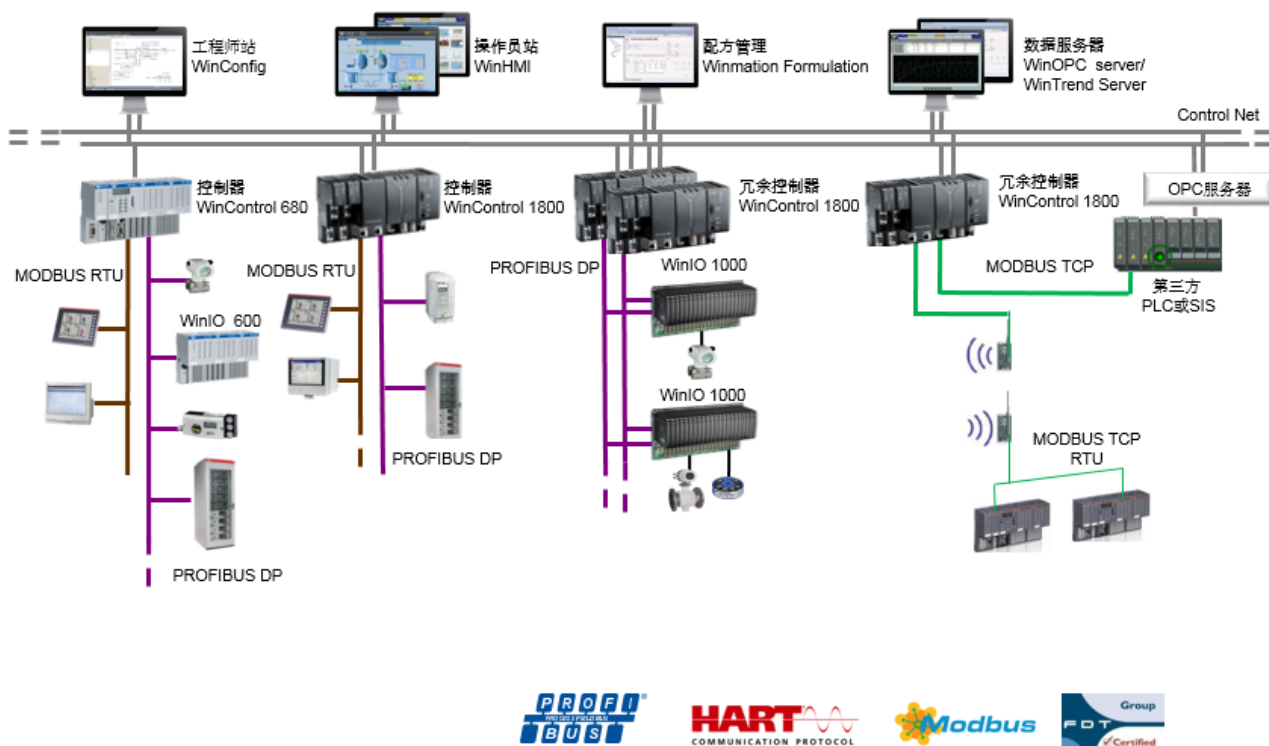 工程师站
WinConfig
操作员站
WinHMI
配方管理
Winmation Formulation
数据服务器
WinOPC server/
WinTrend Server
Control Net
控制器
WinControl 680
控制器
WinControl 1800
冗余控制器
WinControl 1800
冗余控制器
WinControl 1800
OPC服务器
MODBUS RTU
MODBUS RTU
PROFIBUS DP
WinIO 1000
MODBUS TCP
第三方
PLC或SIS
WinIO 600
WinIO 1000
PROFIBUS DP
MODBUS TCP
RTU
PROFIBUS DP
PROFI
PROCESS FIELD BUS
BUS
HART
COMMUNICATION PROTOCOL
Modbus
Group
FDT
Certified